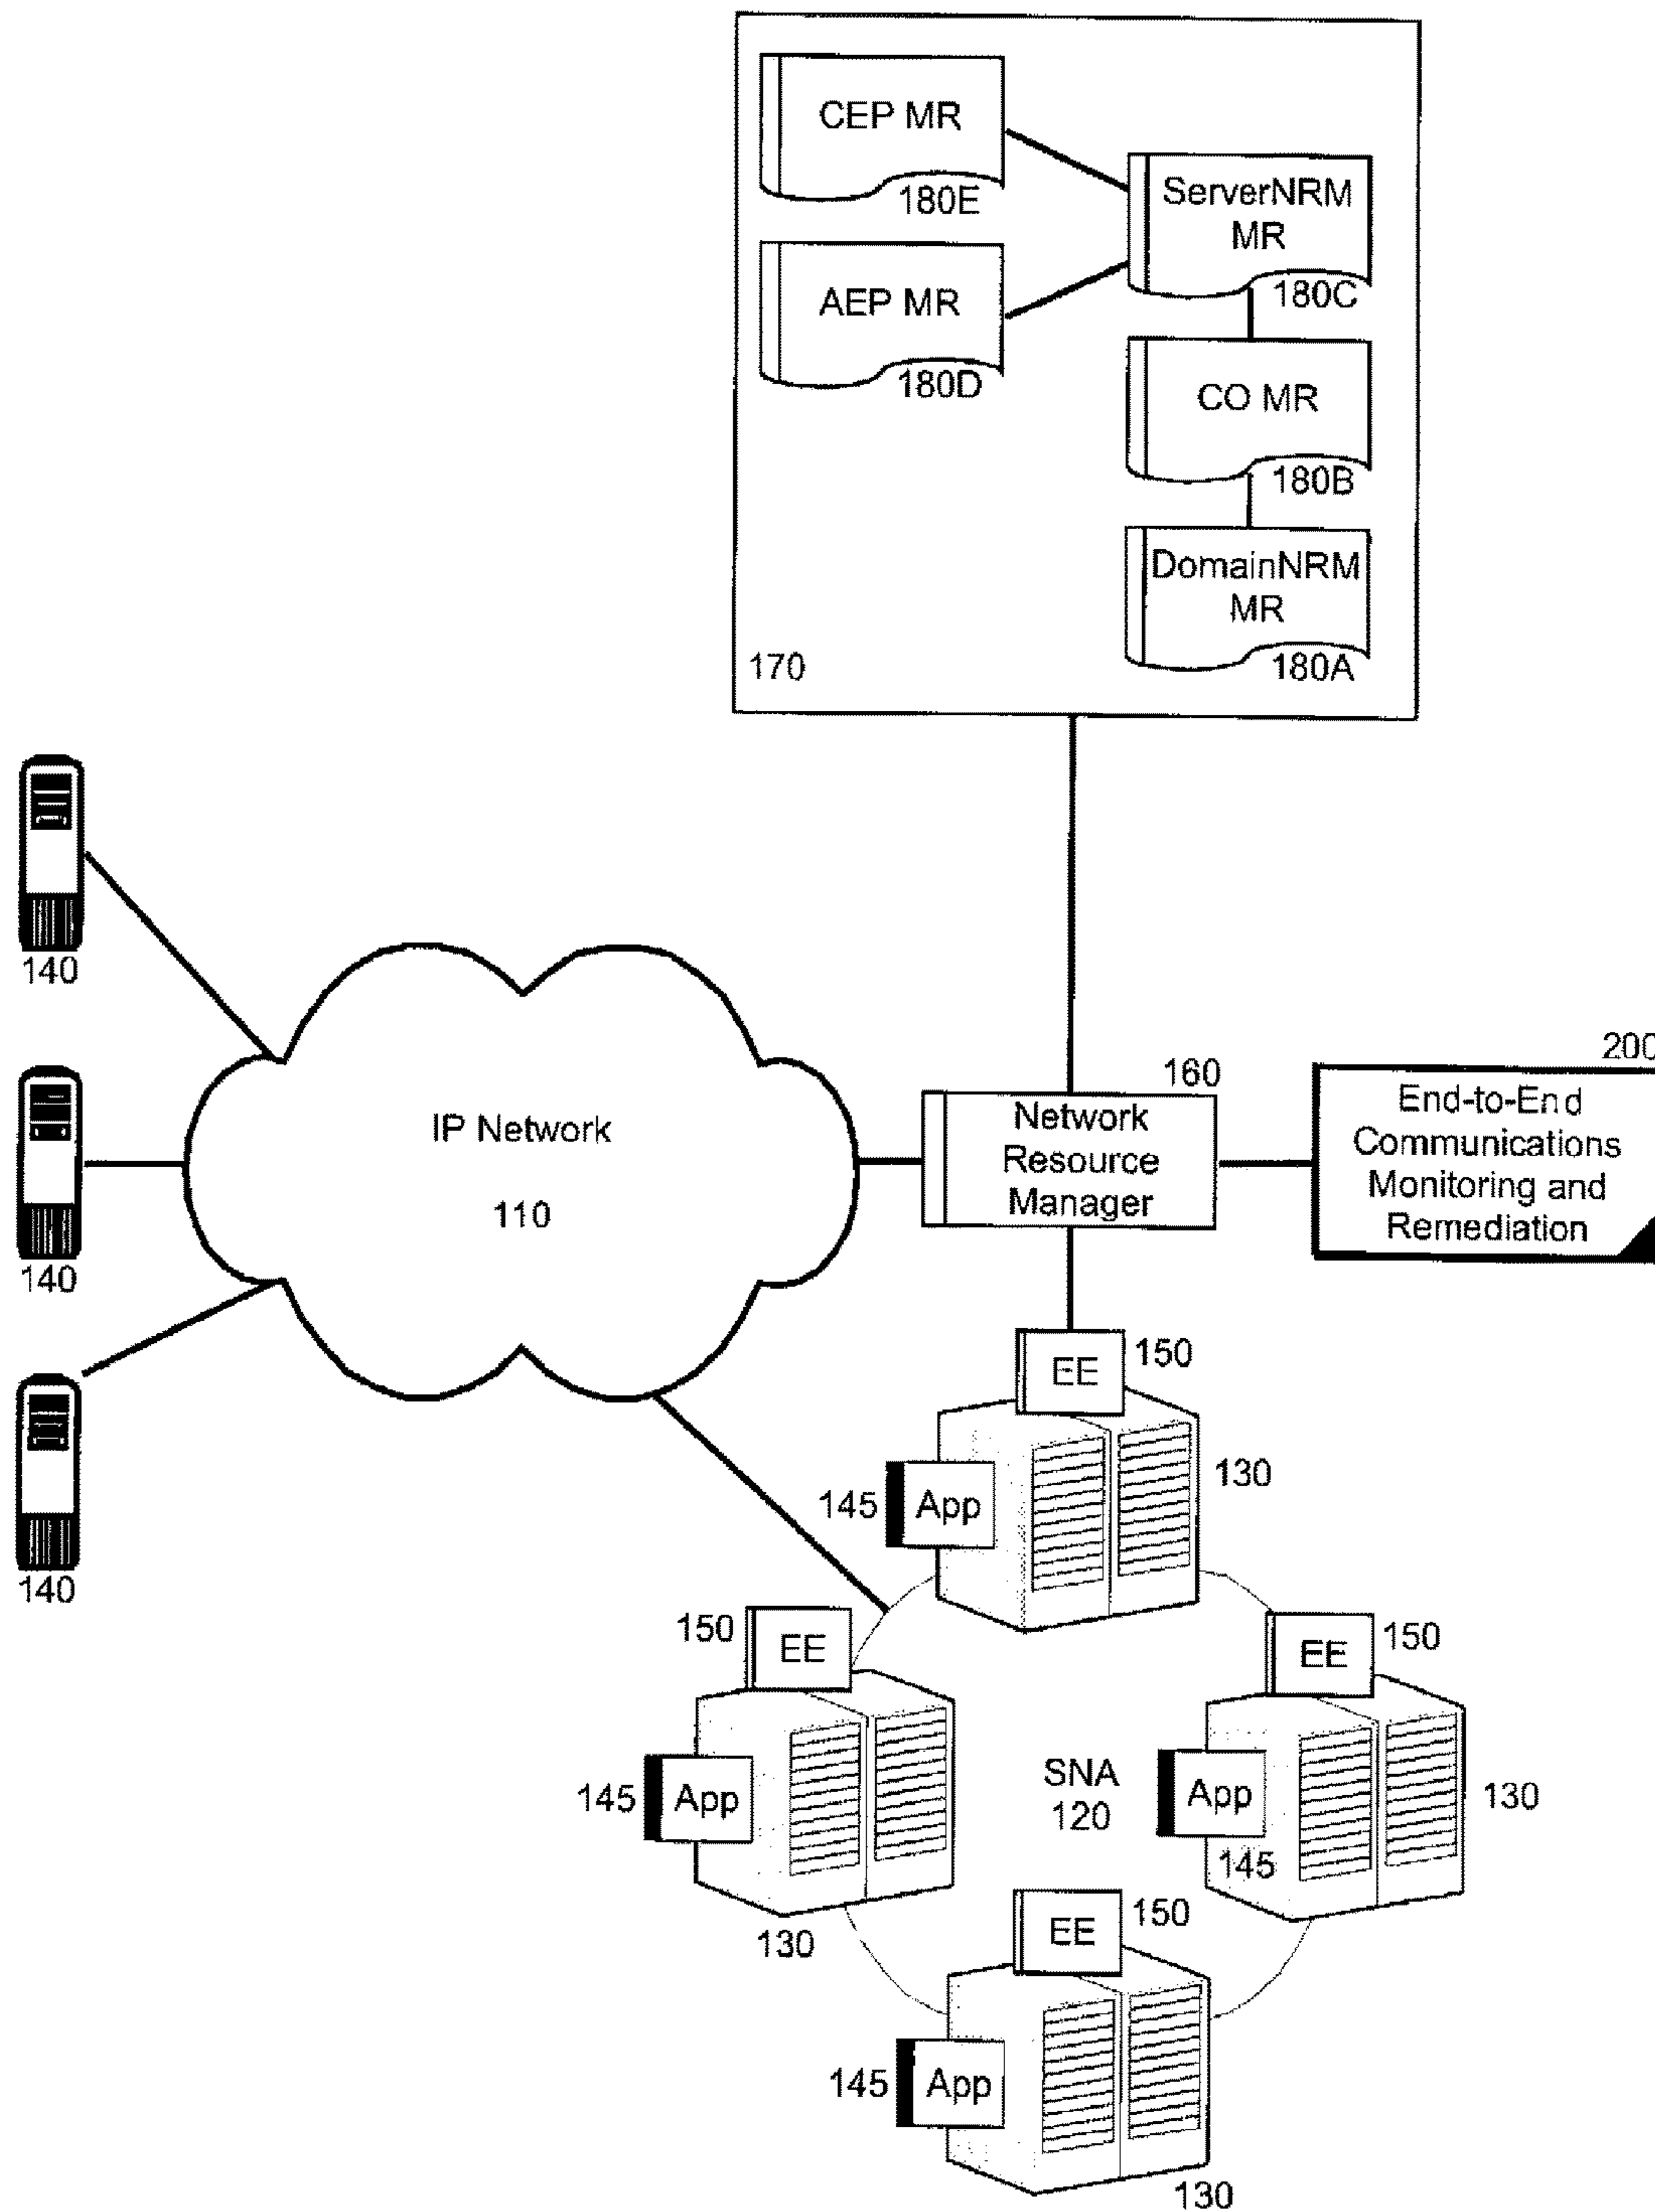 CEP MR
180E
ServerNRM
MR
180C
AEP MR
180D
CO MR
180B
DomainNRM
MR
180A
170
140
200
160
End-to-End
Communications
Monitoring and
Remediation
Network
Resource
Manager
IP Network
110
140
EE
150
130
145
App
140
150
EE
EE
150
SNA
120
145
App
App
145
130
130
EE
150
145
App
130